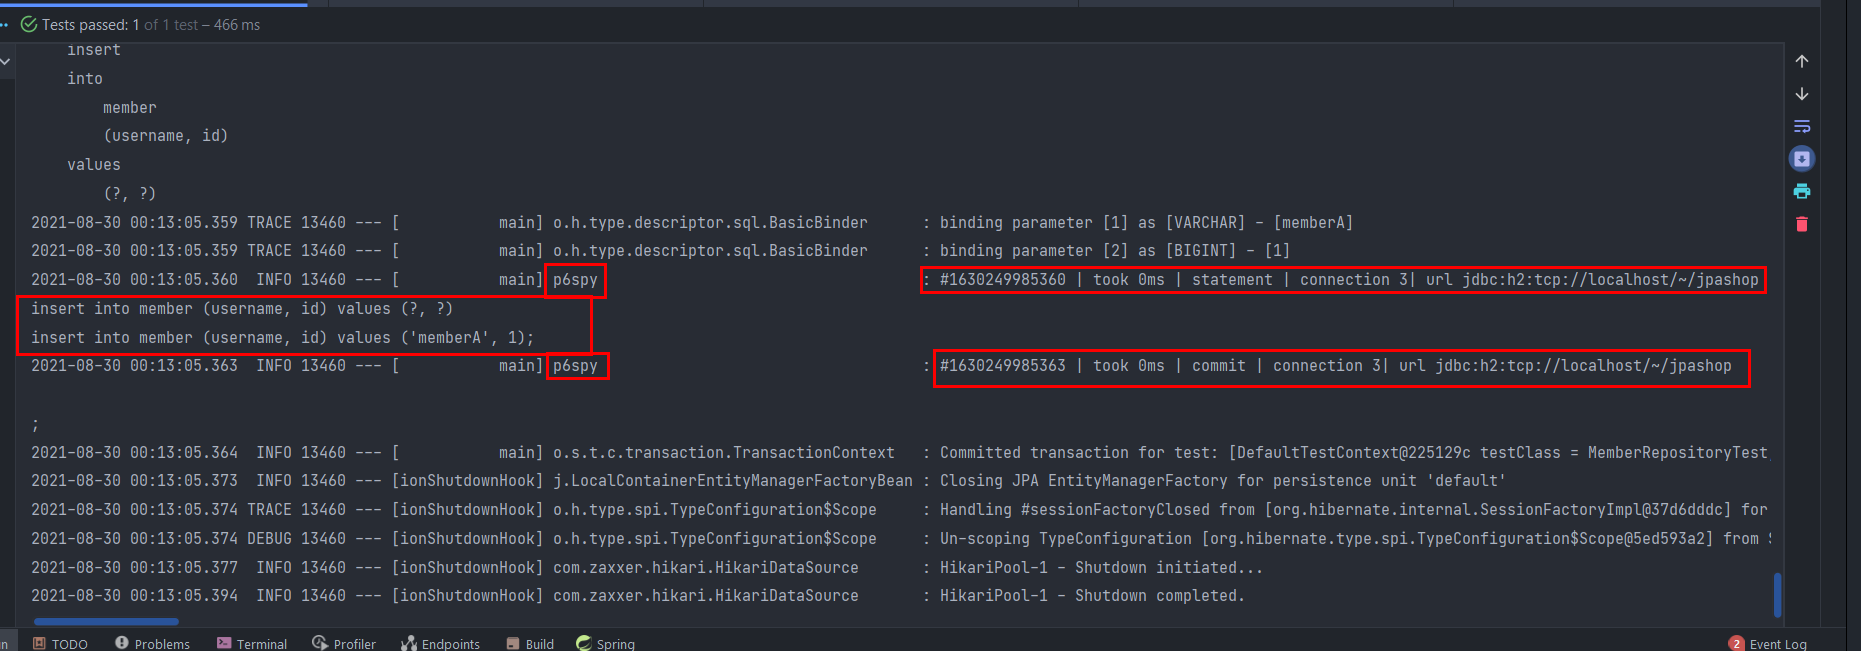 Tests passed: 1 of 1 test – 466 ms
insert
into
member
(username, id)
values
(?, ?)
2021-08-30 00:13:05.359 TRACE 13460 --- [           main] o.h.type.descriptor.sql.BasicBinder      : binding parameter [1] as [VARCHAR] - [memberA]
2021-08-30 00:13:05.359 TRACE 13460 --- [           main] o.h.type.descriptor.sql.BasicBinder      : binding parameter [2] as [BIGINT] - [1]
2021-08-30 00:13:05.360  INFO 13460 --- [           main] p6spy                                    : #1630249985360 | took 0ms | statement | connection 3| url jdbc:h2:tcp://localhost/~/jpashop
insert into member (username, id) values (?, ?)
insert into member (username, id) values ('memberA', 1);
2021-08-30 00:13:05.363  INFO 13460 --- [           main] p6spy                                    : #1630249985363 | took 0ms | commit | connection 3| url jdbc:h2:tcp://localhost/~/jpashop
;
2021-08-30 00:13:05.364  INFO 13460 --- [           main] o.s.t.c.transaction.TransactionContext   : Committed transaction for test: [DefaultTestContext@225129c testClass = MemberRepositoryTest,
2021-08-30 00:13:05.373  INFO 13460 --- [ionShutdownHook] j.LocalContainerEntityManagerFactoryBean : Closing JPA EntityManagerFactory for persistence unit 'default'
2021-08-30 00:13:05.374 TRACE 13460 --- [ionShutdownHook] o.h.type.spi.TypeConfiguration$Scope     : Handling #sessionFactoryClosed from [org.hibernate.internal.SessionFactoryImpl@37d6dddc] for
2021-08-30 00:13:05.374 DEBUG 13460 --- [ionShutdownHook] o.h.type.spi.TypeConfiguration$Scope     : Un-scoping TypeConfiguration [org.hibernate.type.spi.TypeConfiguration$Scope@5ed593a2] from
2021-08-30 00:13:05.377  INFO 13460 --- [ionShutdownHook] com.zaxxer.hikari.HikariDataSource       : HikariPool-1 - Shutdown initiated...
2021-08-30 00:13:05.394  INFO 13460 --- [ionShutdownHook] com.zaxxer.hikari.HikariDataSource       : HikariPool-1 - Shutdown completed.
TODO Problems Terminal Profiler Endpoints Build Spring 2 Event Log